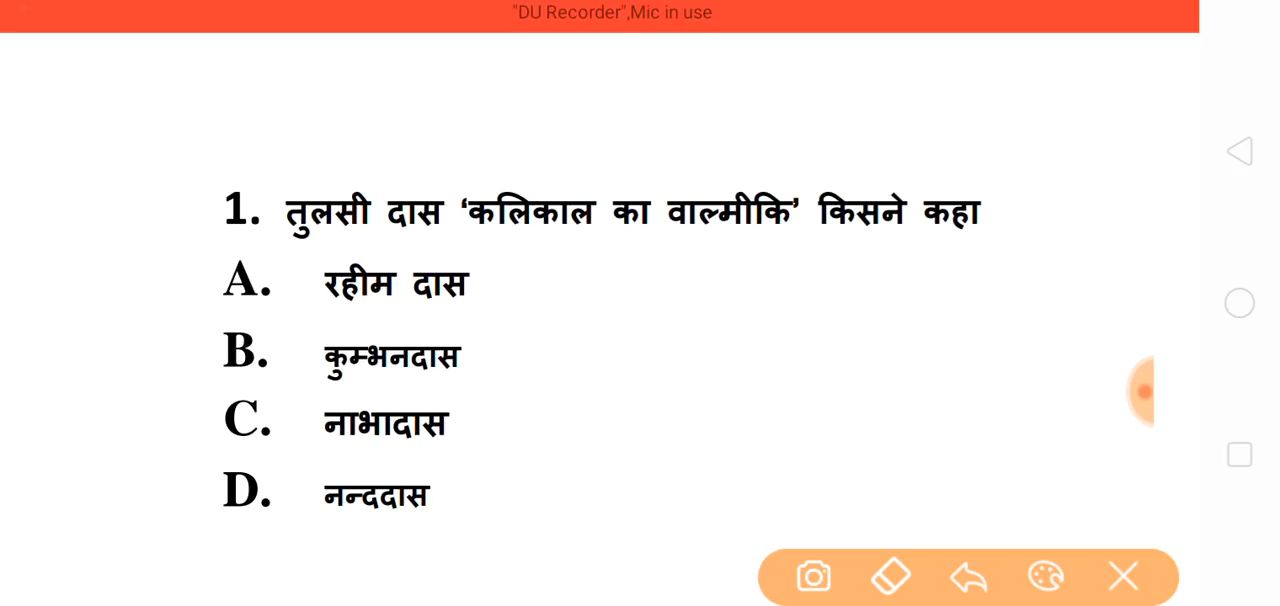 "DU Recorder",Mic in use
1. तुलसी दास ‘कलिकाल का वाल्मीकि’ किसने कहा
A. रहीम दास
B. कुम्भनदास
C. नाभादास
D. नन्ददास